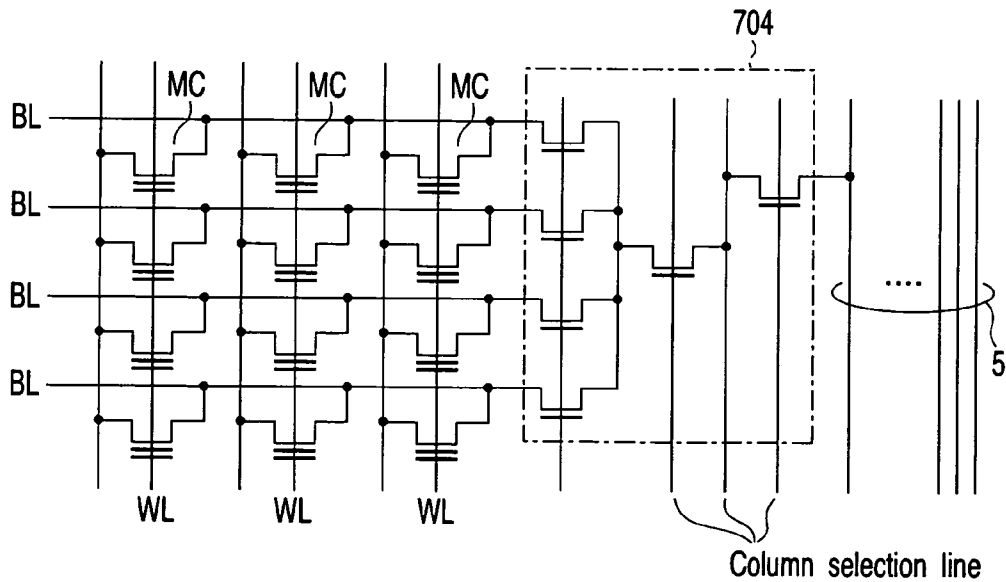 704
MC MC MC
BL
BL
BL
BL
....
5
WL WL WL
Column selection line